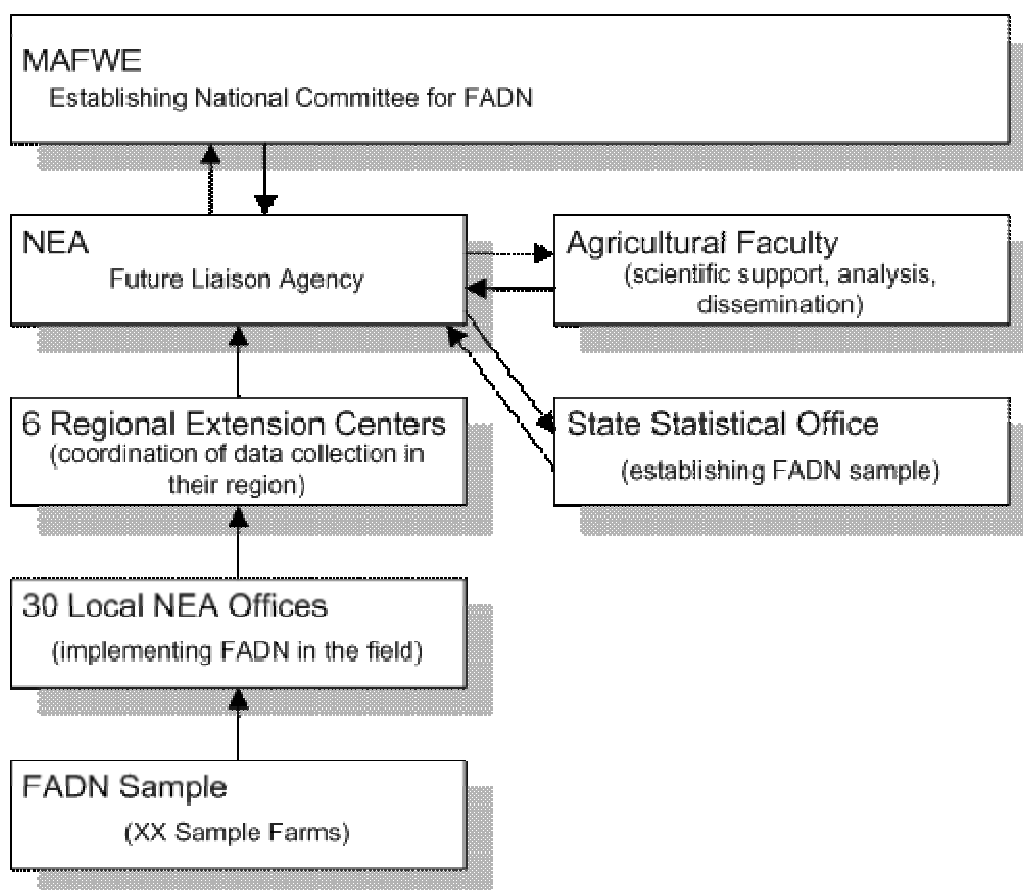 MAFWE
Establishing National Committee for FADN
NEA
Future Liaison Agency
Agricultural Faculty
(scientific support, analysis,
dissemination)
6 Regional Extension Centers
(coordination of data collection in
their region)
State Statistical Office
(establishing FADN sample)
30 Local NEA Offices
(implementing FADN in the field)
FADN Sample
(XX Sample Farms)